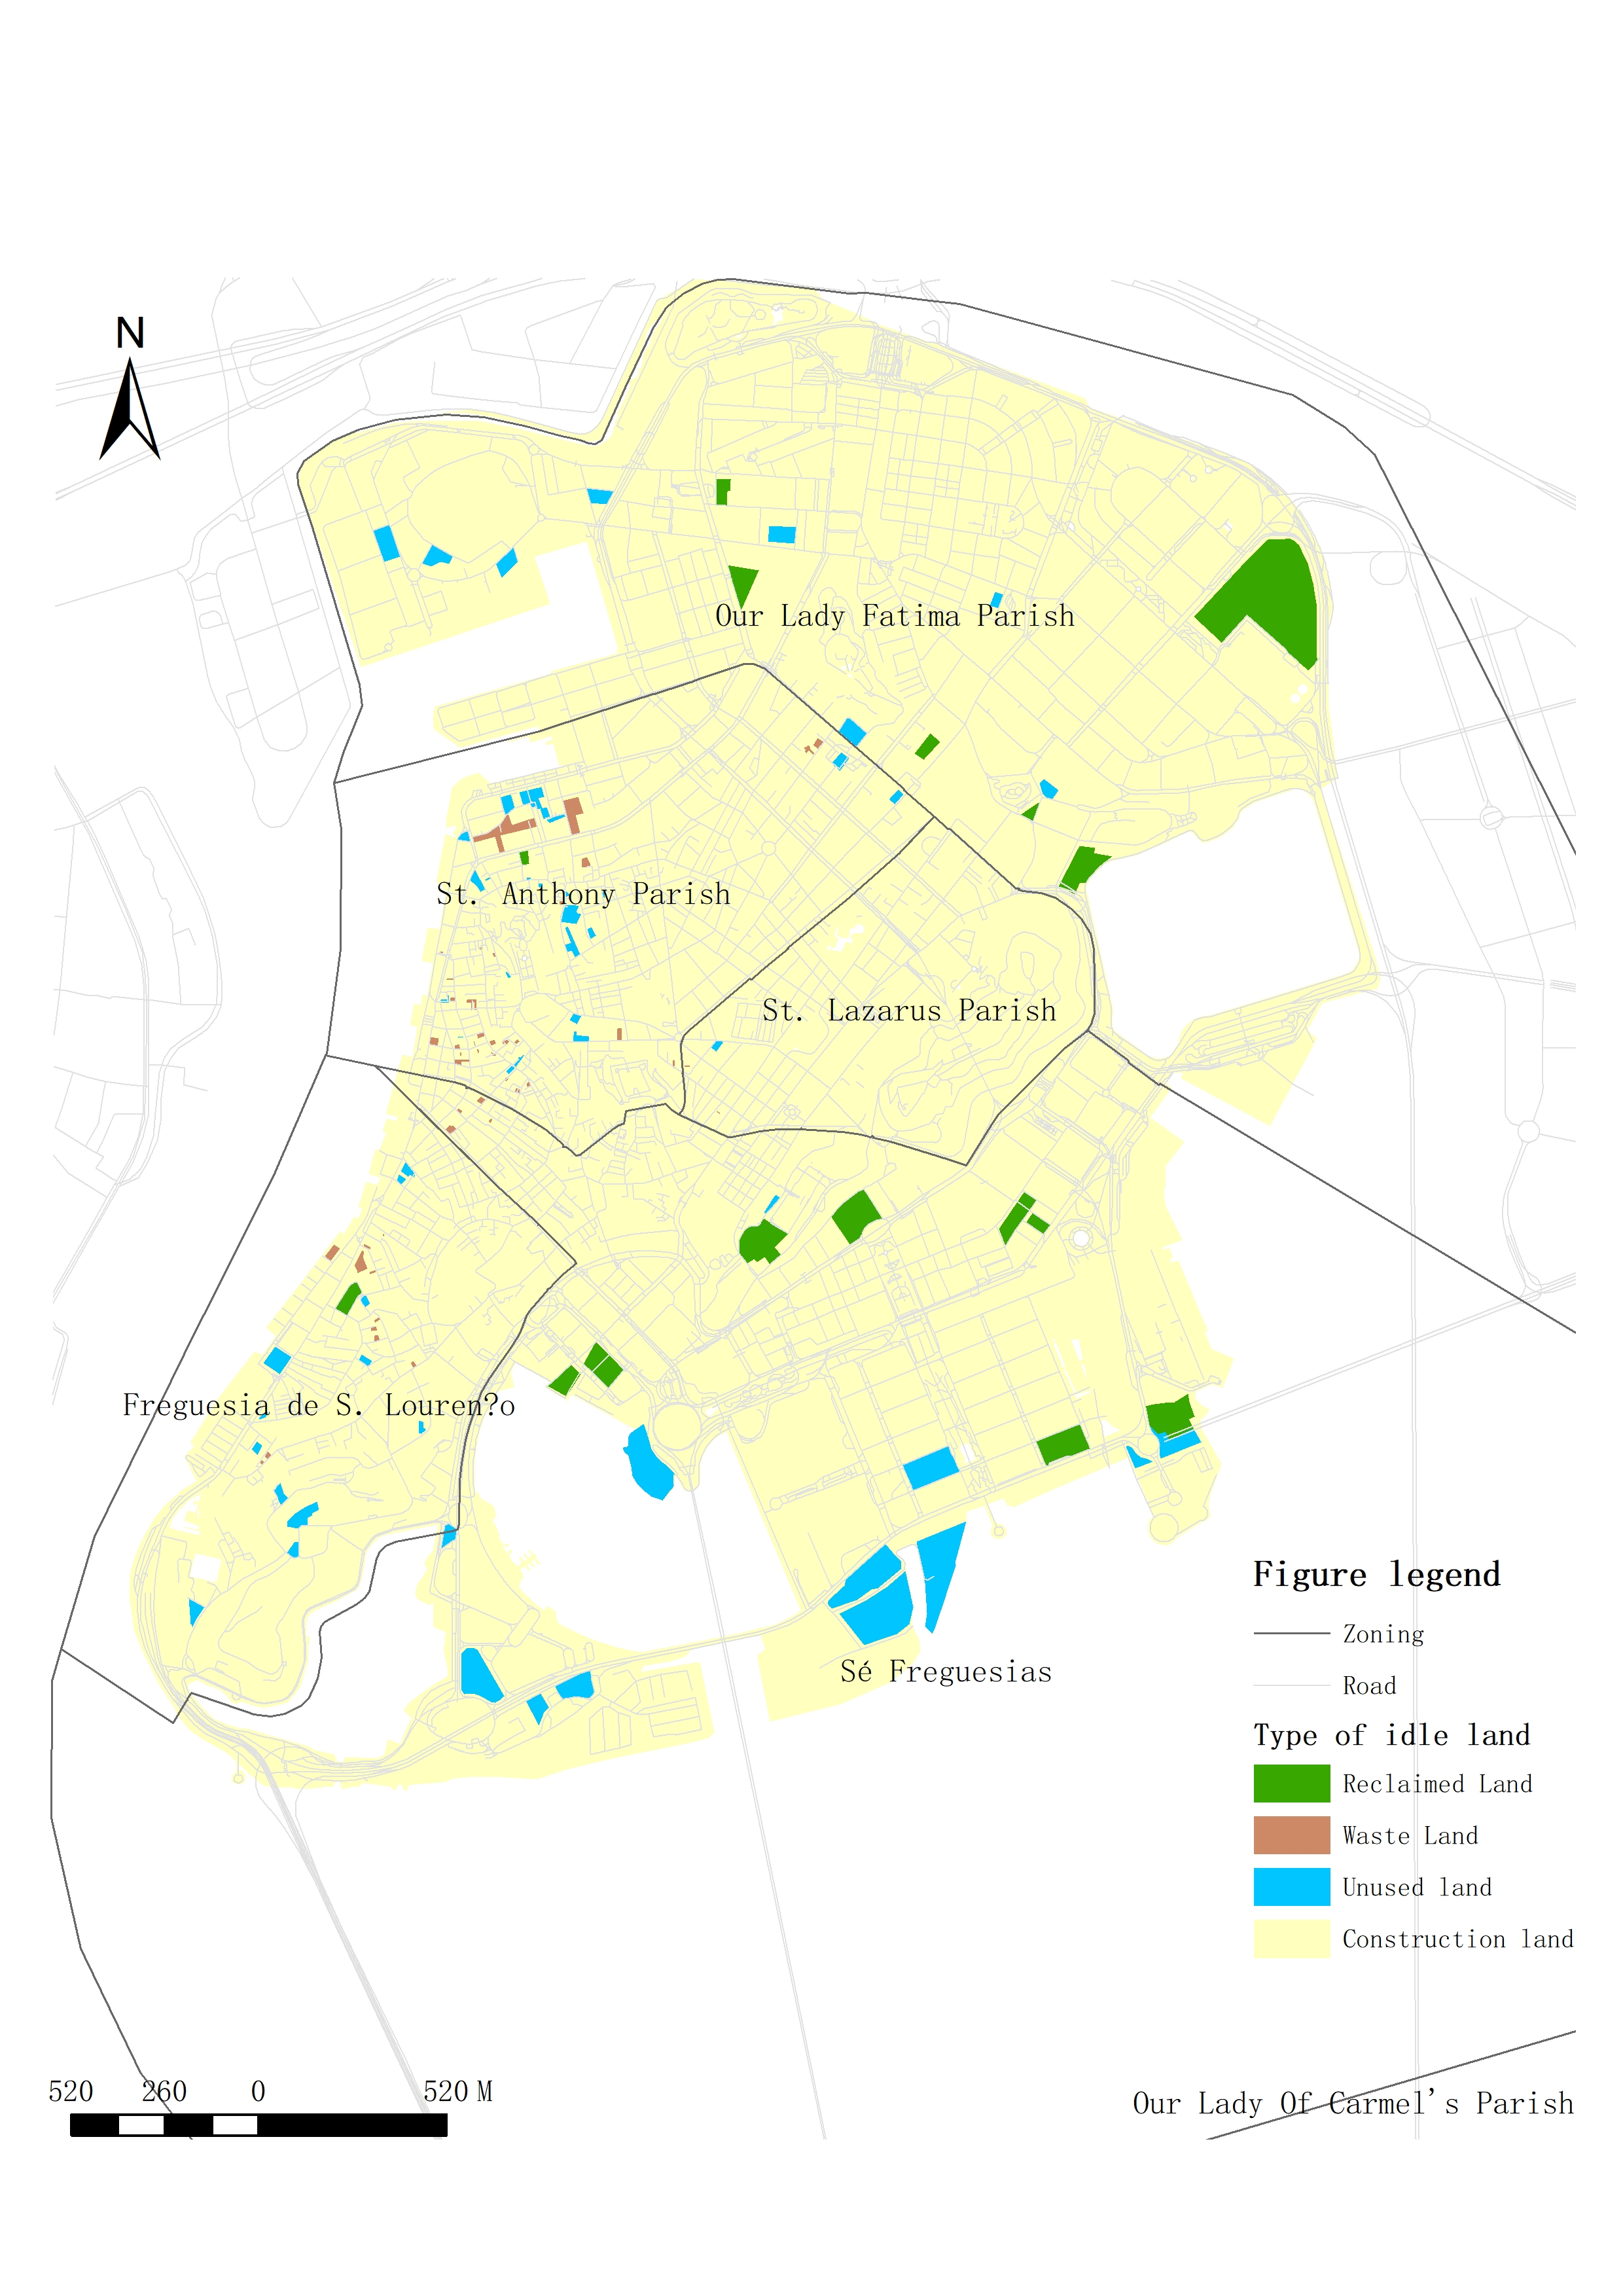 N
Our Lady Fatima Parish
St. Anthony Parish
St. Lazarus Parish
Freguesia de S. Louren?o
Sé Freguesias
Figure legend
Zoning
Road
Type of idle land
Reclaimed Land
Waste Land
Unused land
Construction land
520 260 0 520 M
Our Lady Of Carmel's Parish